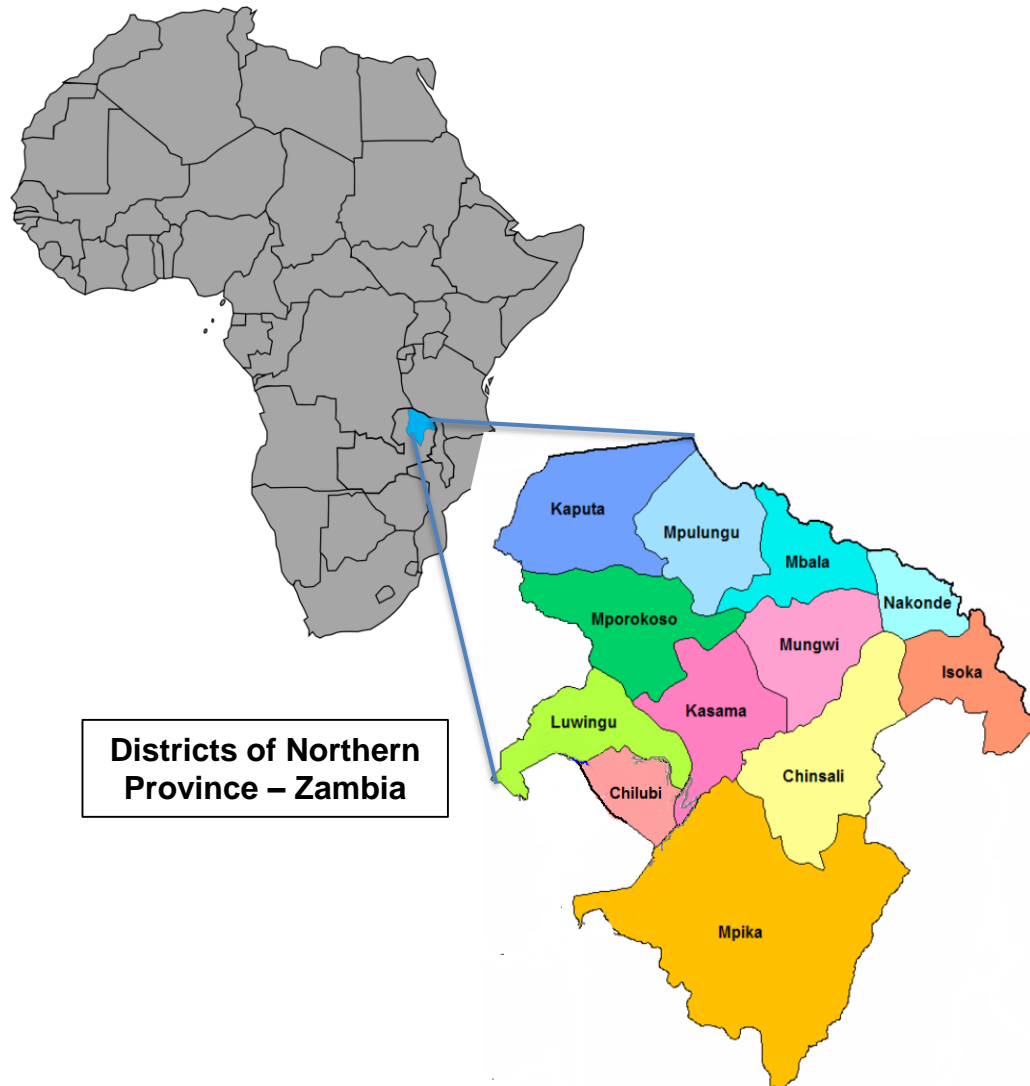 Kaputa
Mpulungu
Mbala
Nakonde
Mporokoso
Mungwi
Isoka
Kasama
Luwingu
Districts of Northern
Province – Zambia
Chinsali
Chilubi
Mpika